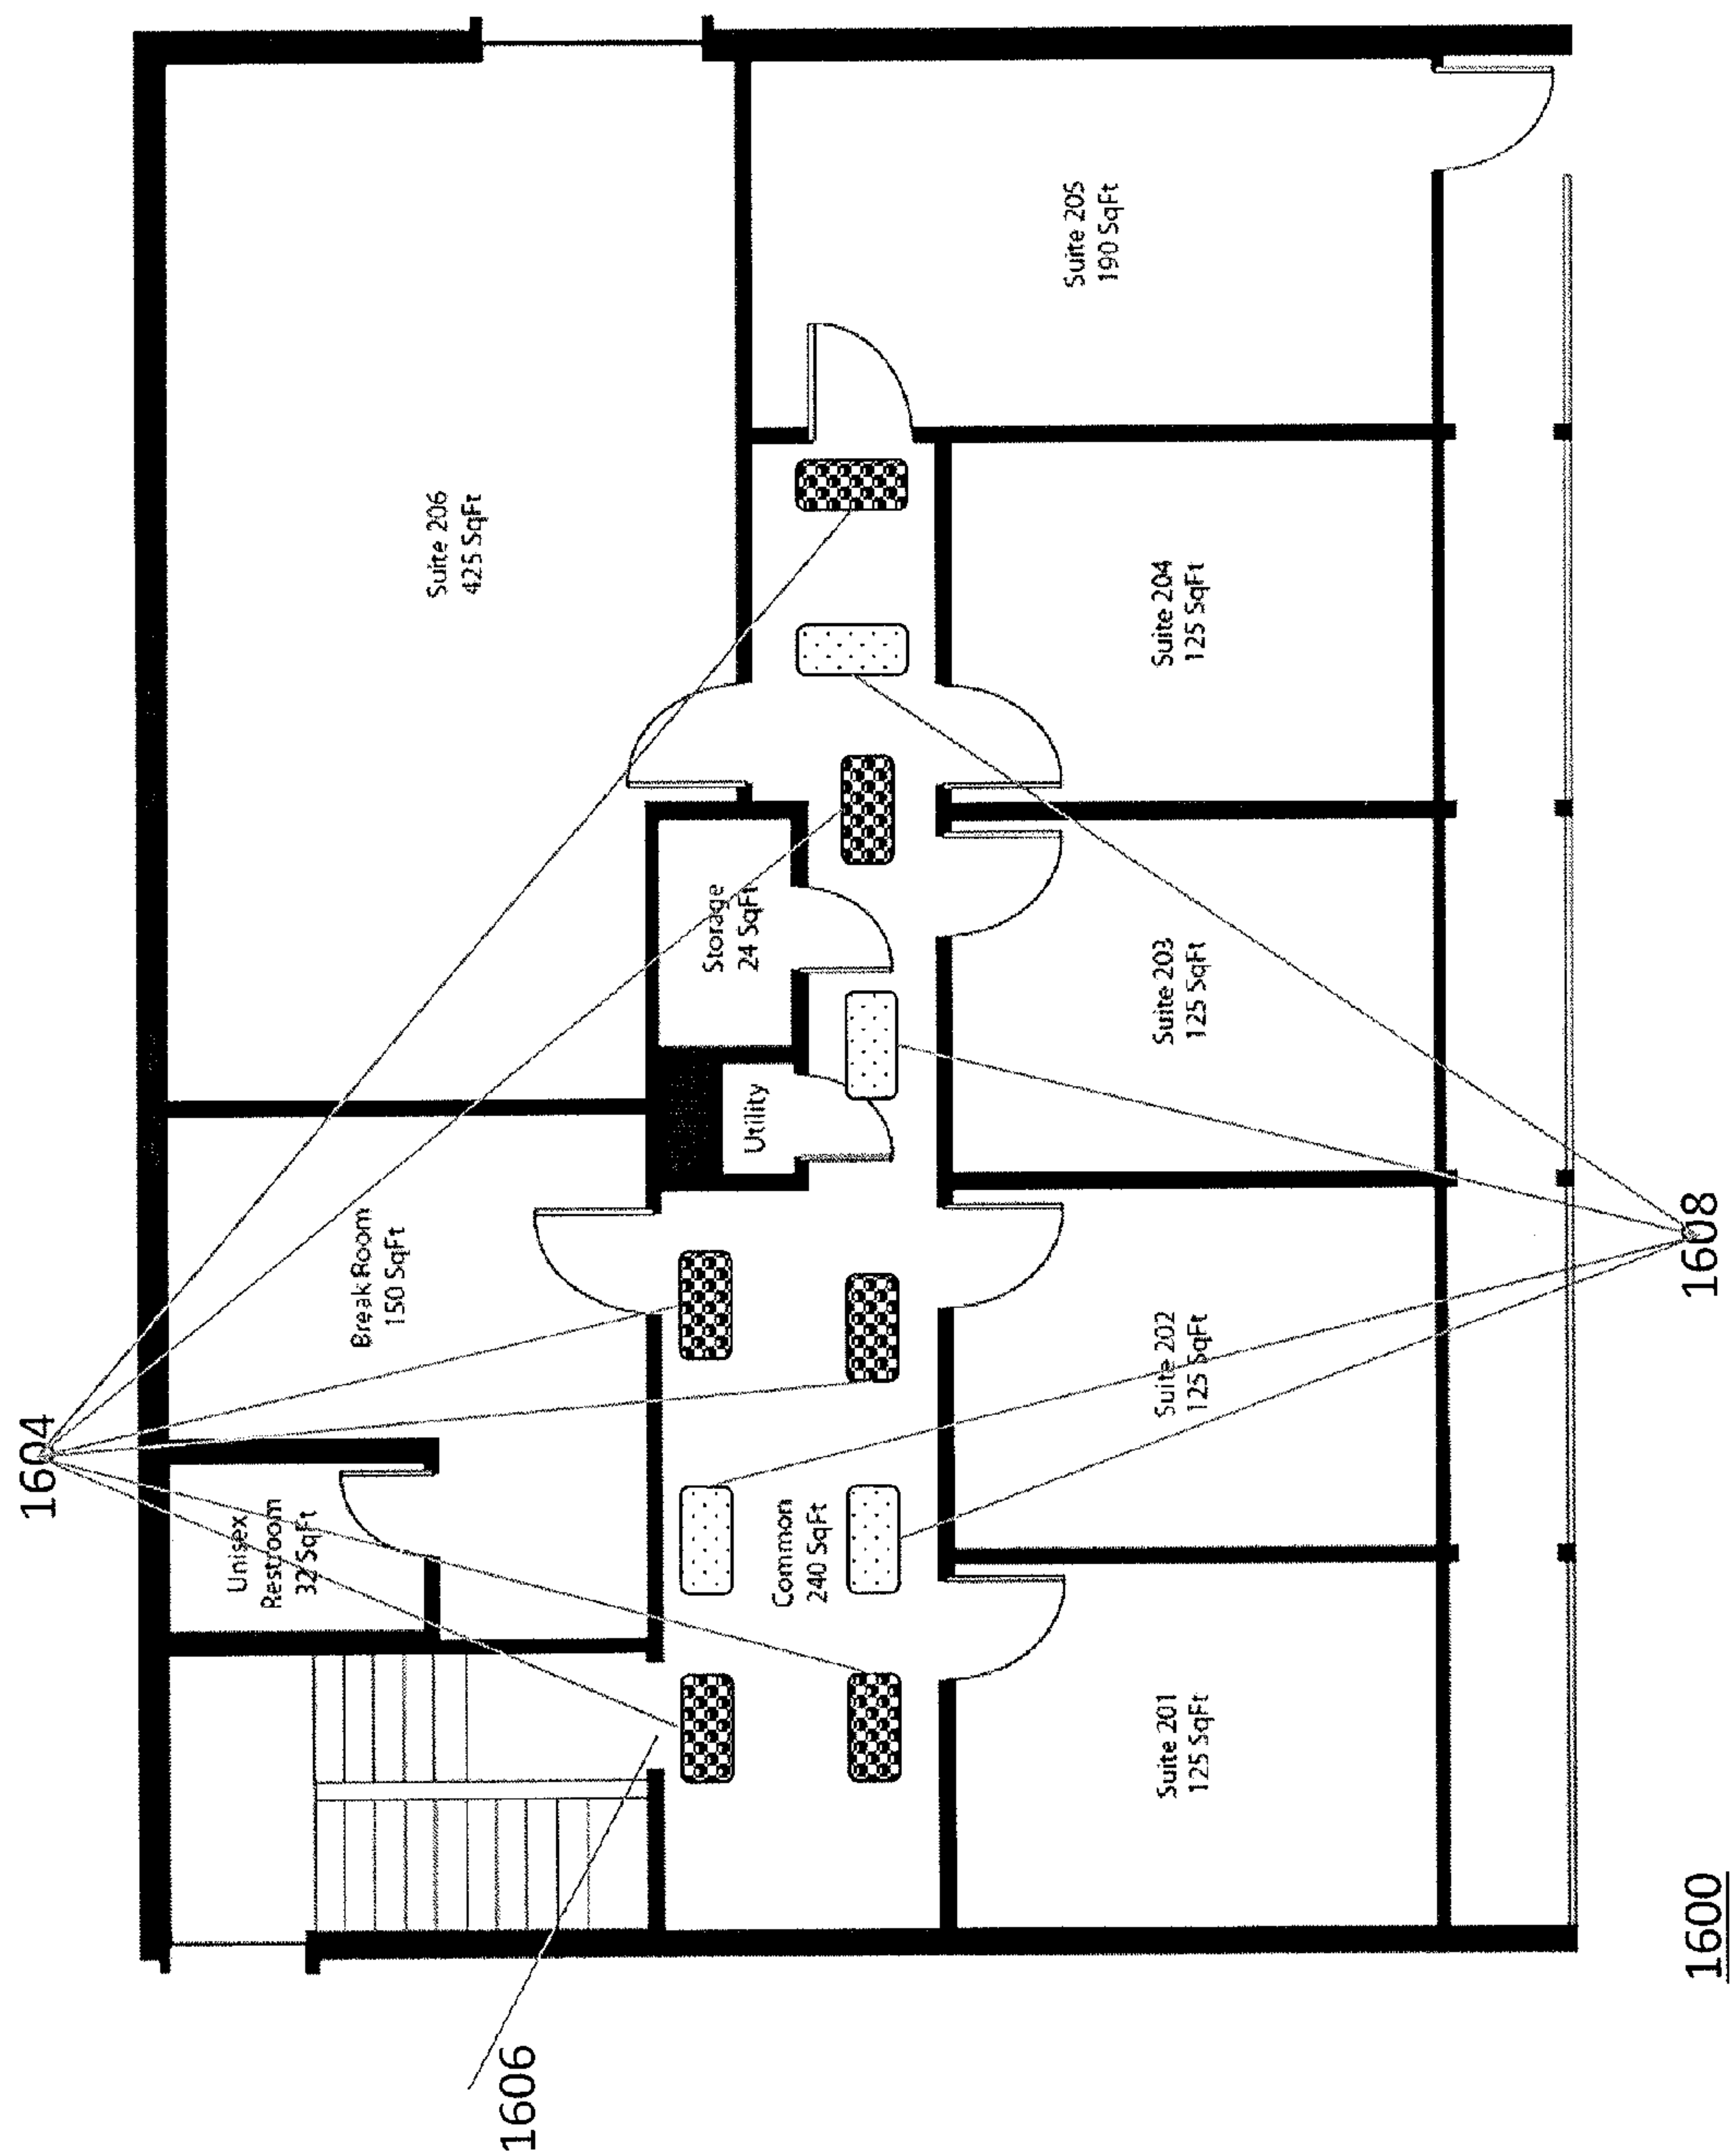 1604
Unisex
Restroom
32 SqFt
Break Room
150 SqFt
Suite 206
425 SqFt
1606
Common
240 SqFt
Utility
Storage
24 SqFt
Suite 201
125 SqFt
Suite 202
125 SqFt
Suite 203
125 SqFt
Suite 204
125 SqFt
Suite 205
190 SqFt
1608
1600